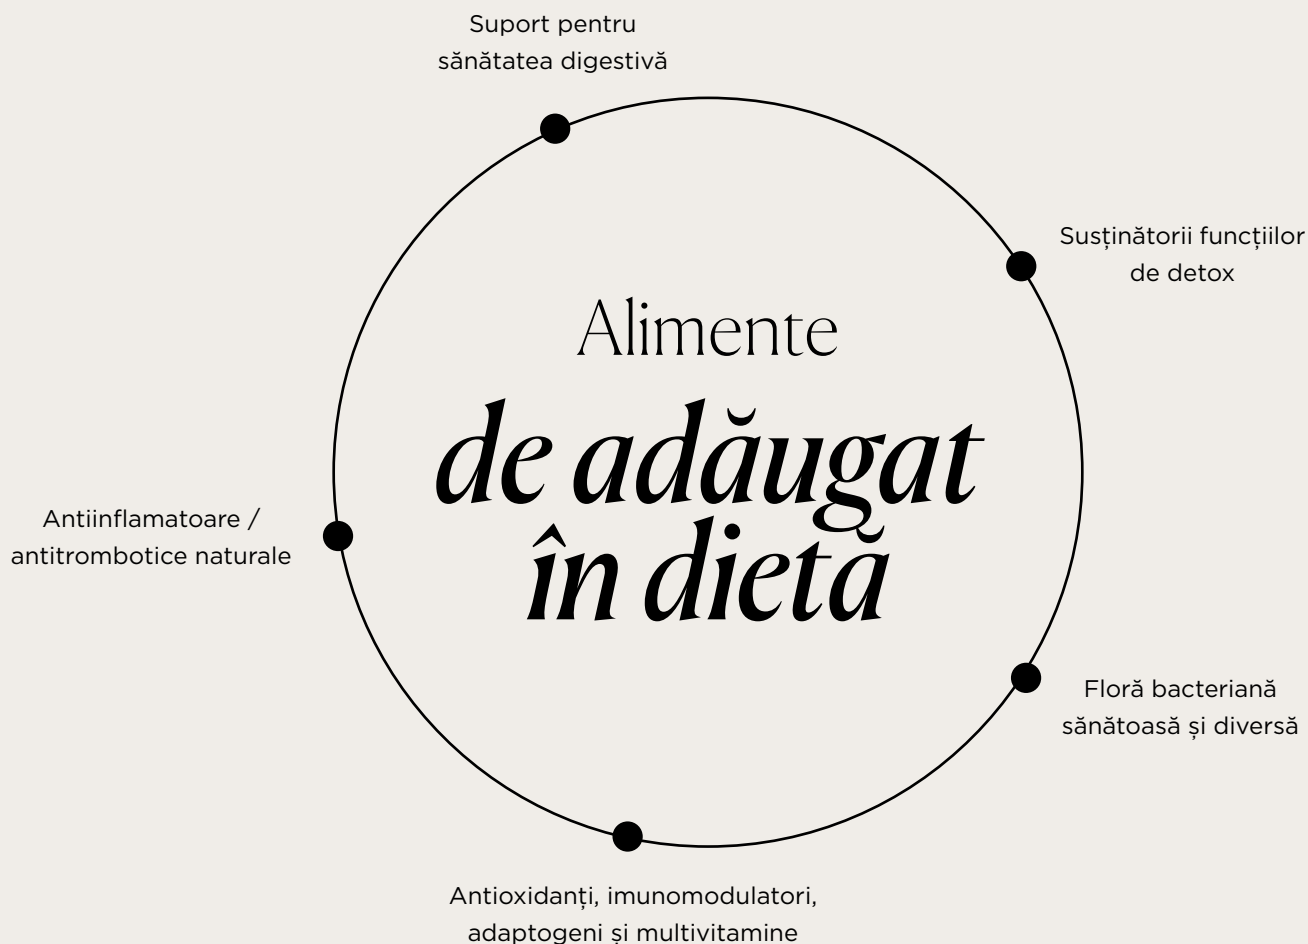 Suport pentru
sănătatea digestivă
Susținătorii funcțiilor
de detox
Alimente
de adăugat
în dietă
Antiinflamatoare /
antitrombotice naturale
Floră bacteriană
sănătoasă și diversă
Antioxidanți, imunomodulatori,
adaptogeni și multivitamine